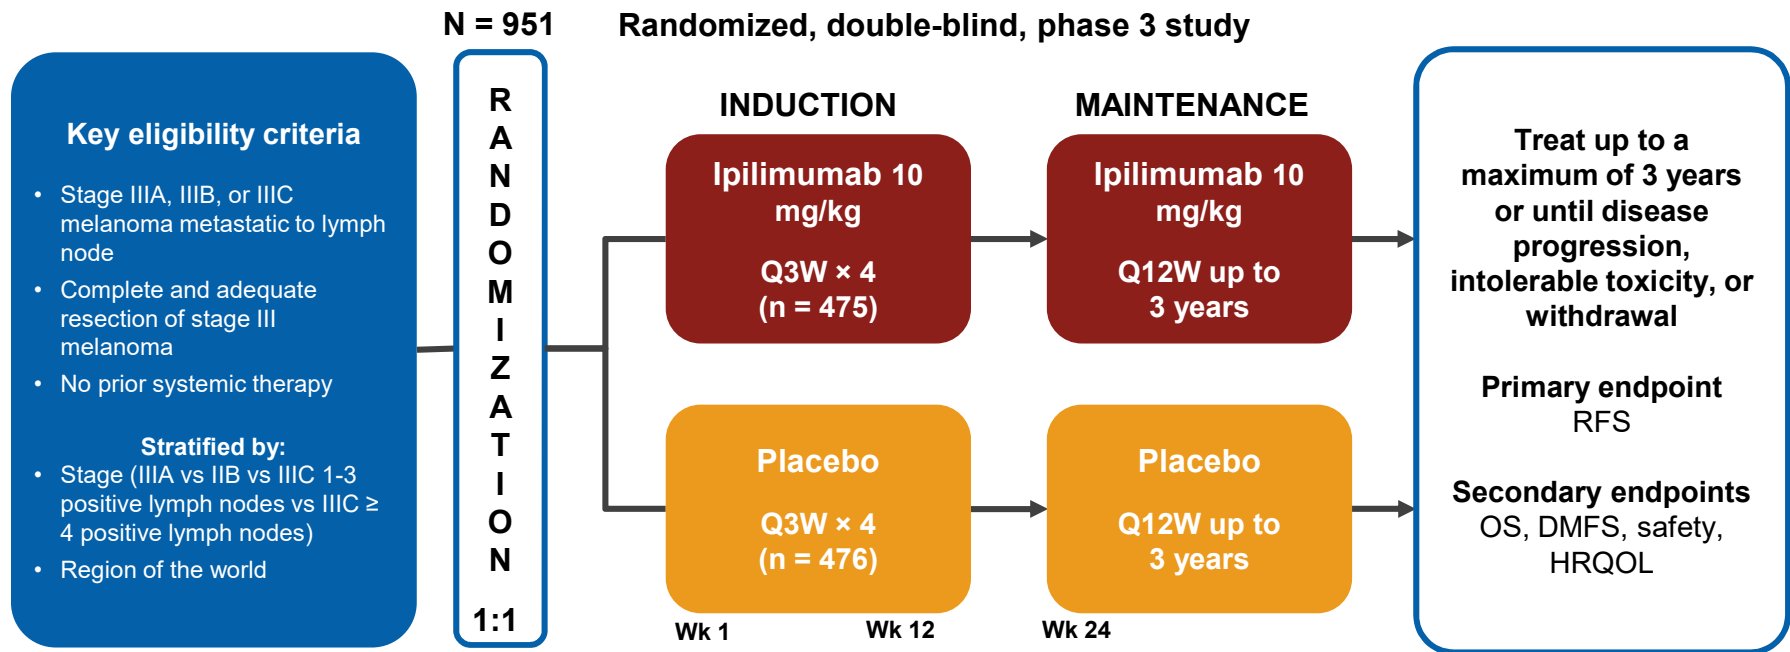 N = 951
Randomized, double-blind, phase 3 study
Key eligibility criteria
• Stage IIIA, IIIB, or IIIC
melanoma metastatic to lymph
node
• Complete and adequate
resection of stage III
melanoma
• No prior systemic therapy
Stratified by:
• Stage (IIIA vs IIB vs IIIC 1-3
positive lymph nodes vs IIIC ≥
4 positive lymph nodes)
• Region of the world
RANDOMIZATION
1:1
INDUCTION
Ipilimumab 10
mg/kg
Q3W × 4
(n = 475)
MAINTENANCE
Ipilimumab 10
mg/kg
Q12W up to
3 years
Placebo
Q3W × 4
(n = 476)
Placebo
Q12W up to
3 years
Wk 1
Wk 12
Wk 24
Treat up to a
maximum of 3 years
or until disease
progression,
intolerable toxicity, or
withdrawal
Primary endpoint
RFS
Secondary endpoints
OS, DMFS, safety,
HRQOL